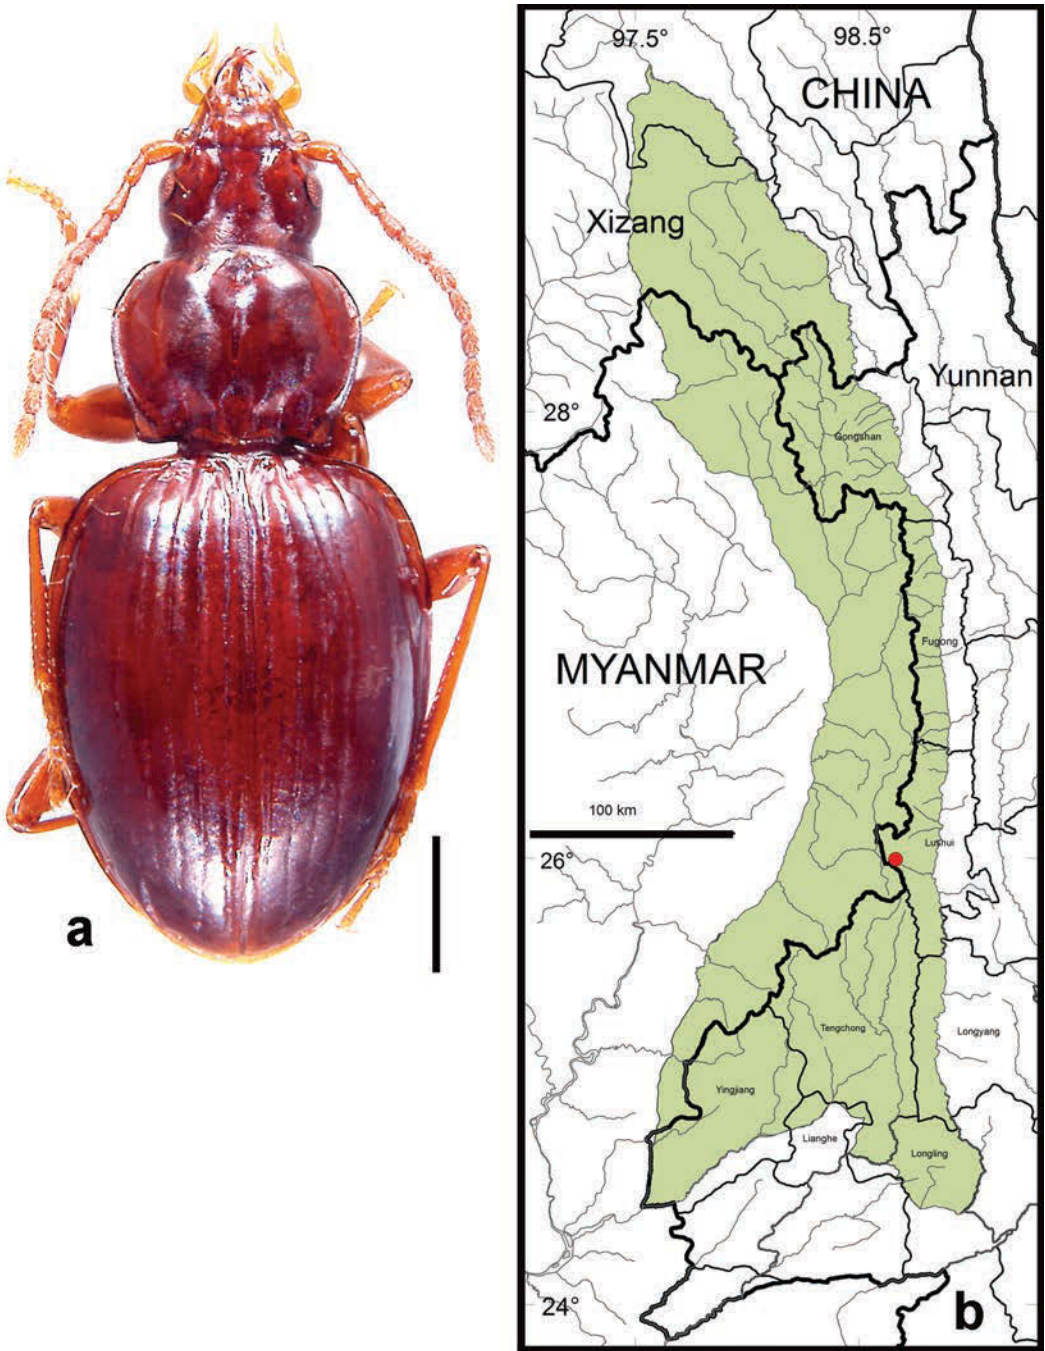 a
97.5°
98.5°
CHINA
Xizang
Yunnan
28°
Gongshan
Fugong
MYANMAR
100 km
Lushui
26°
Tengchong
Longyang
Yingjiang
Lianghe
Longling
24°
b